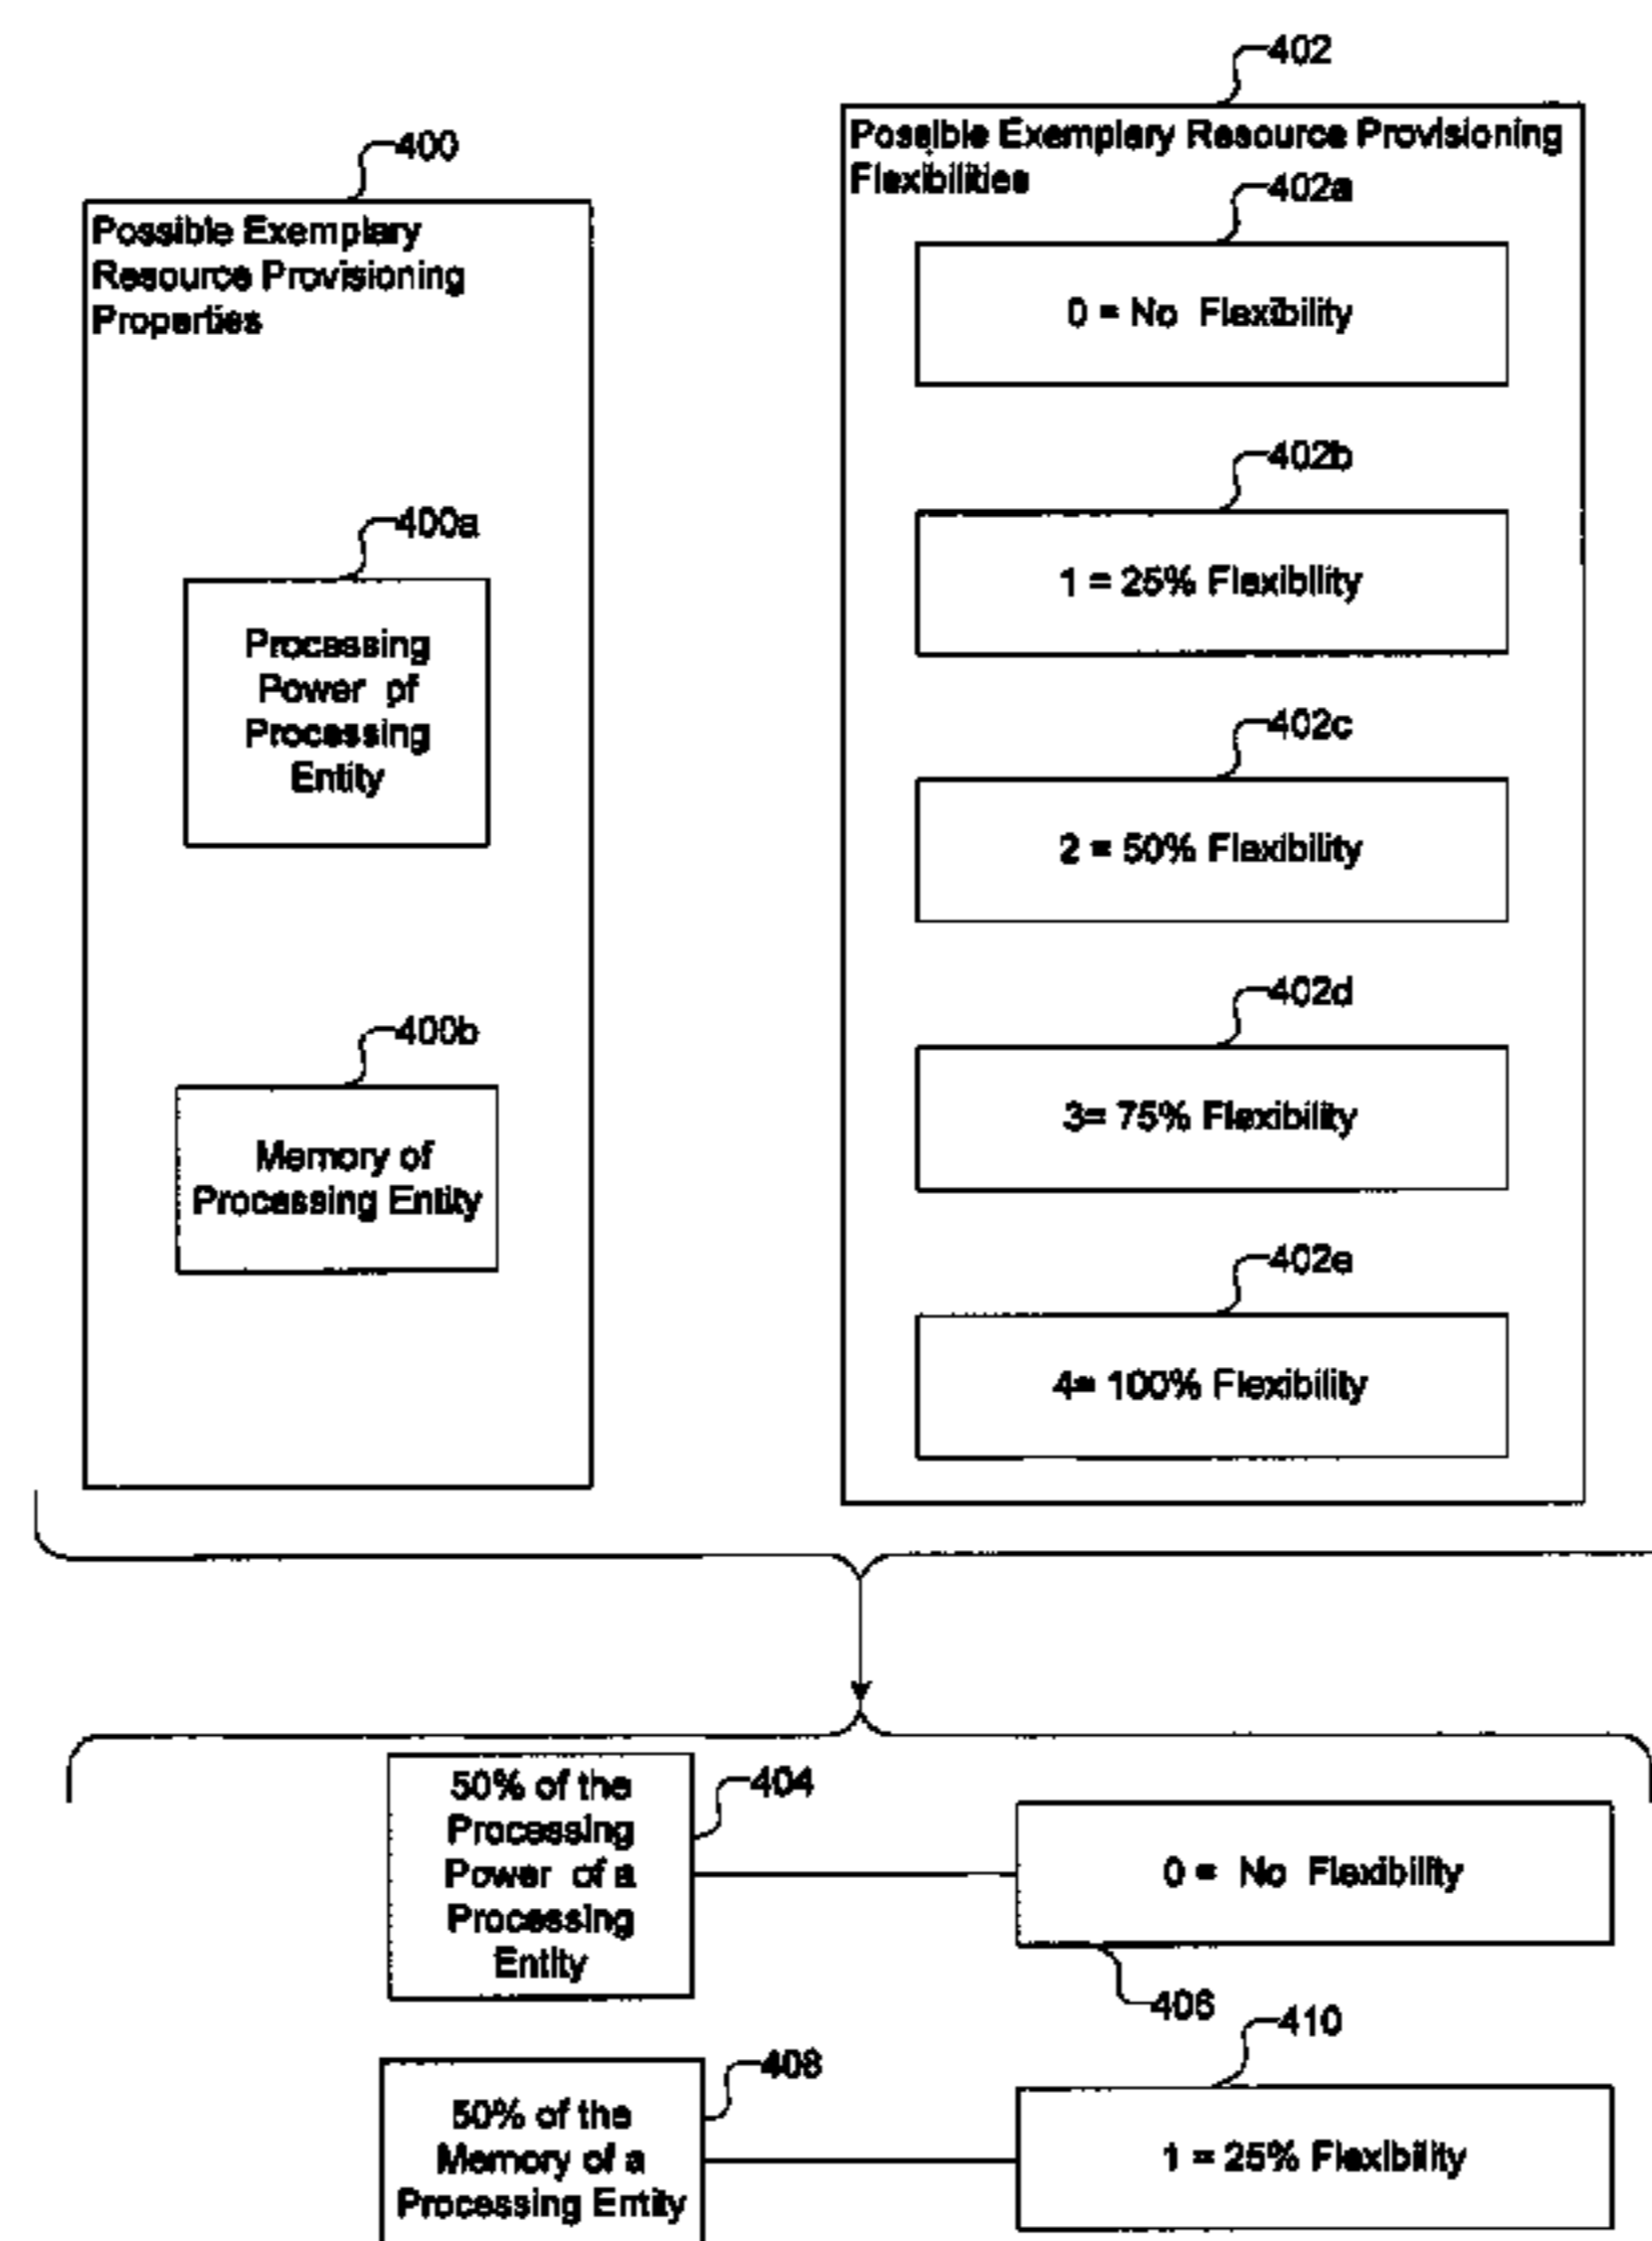 400
Possible Exemplary
Resource Provisioning
Properties
400a
Processing
Power of
Processing
Entity
400b
Memory of
Processing Entity
402
Possible Exemplary Resource Provisioning
Flexibilities
402a
0 = No Flexibility
402b
1 = 25% Flexibility
402c
2 = 50% Flexibility
402d
3= 75% Flexibility
402e
4= 100% Flexibility
50% of the
Processing
Power of a
Processing
Entity
404
0 = No Flexibility
406
50% of the
Memory of a
Processing Entity
408
410
1 = 25% Flexibility